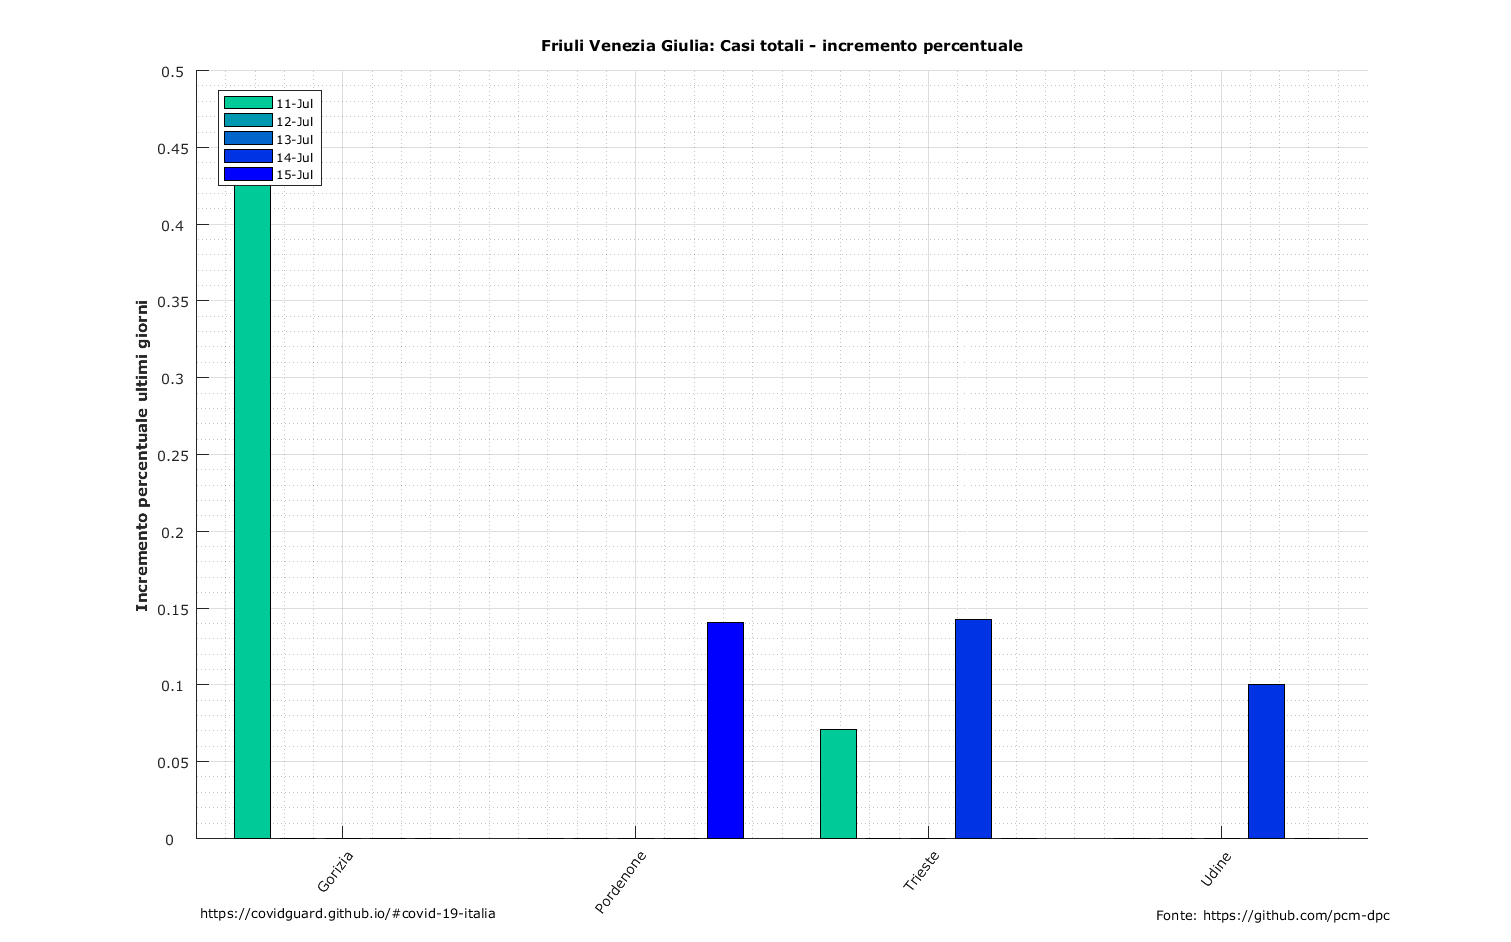 Friuli Venezia Giulia: Casi totali - incremento percentuale
0.5
0.45
0.4
0.35
0.3
0.25
0.2
0.15
0.1
0.05
0
Incremento percentuale ultimi giorni
11-Jul
12-Jul
13-Jul
14-Jul
15-Jul
Gorizia
Pordenone
Trieste
Udine
https://covidguard.github.io/#covid-19-italia
Fonte: https://github.com/pcm-dpc